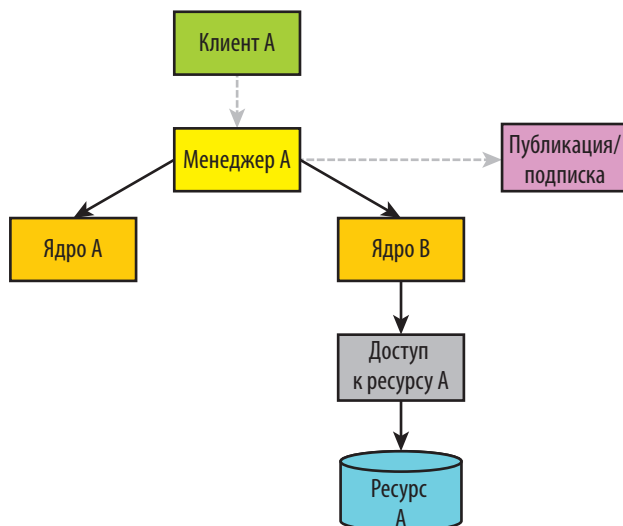 Клиент А
Менеджер А
Публикация/
подписка
Ядро А
Ядро В
Доступ
к ресурсу А
Ресурс
А